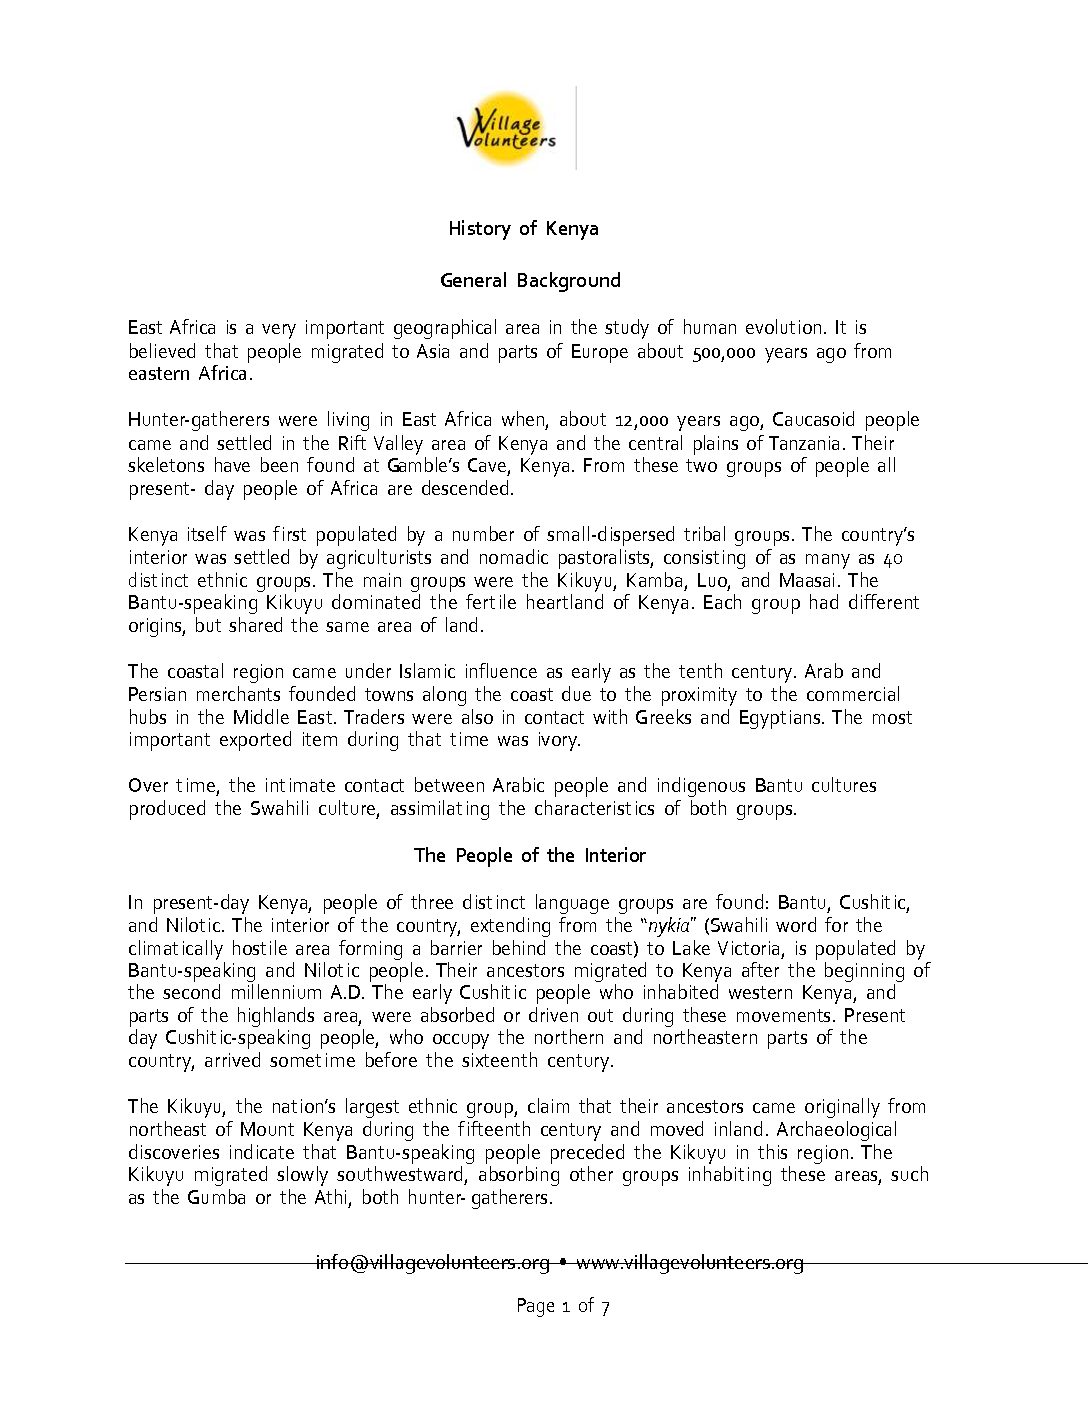 Village
Volunteers
History of Kenya
General Background
East Africa is a very important geographical area in the study of human evolution. It is
believed that people migrated to Asia and parts of Europe about 500,000 years ago from
eastern Africa.
Hunter-gatherers were living in East Africa when, about 12,000 years ago, Caucasoid people
came and settled in the Rift Valley area of Kenya and the central plains of Tanzania. Their
skeletons have been found at Gamble's Cave, Kenya. From these two groups of people all
present- day people of Africa are descended.
Kenya itself was first populated by a number of small-dispersed tribal groups. The country's
interior was settled by agriculturists and nomadic pastoralists, consisting of as many as 40
distinct ethnic groups. The main groups were the Kikuyu, Kamba, Luo, and Maasai. The
Bantu-speaking Kikuyu dominated the fertile heartland of Kenya. Each group had different
origins, but shared the same area of land.
The coastal region came under Islamic influence as early as the tenth century. Arab and
Persian merchants founded towns along the coast due to the proximity to the commercial
hubs in the Middle East. Traders were also in contact with Greeks and Egyptians. The most
important exported item during that time was ivory.
Over time, the intimate contact between Arabic people and indigenous Bantu cultures
produced the Swahili culture, assimilating the characteristics of both groups.
The People of the Interior
In present-day Kenya, people of three distinct language groups are found: Bantu, Cushitic,
and Nilotic. The interior of the country, extending from the "nykia" (Swahili word for the
climatically hostile area forming a barrier behind the coast) to Lake Victoria, is populated by
Bantu-speaking and Nilotic people. Their ancestors migrated to Kenya after the beginning of
the second millennium A.D. The early Cushitic people who inhabited western Kenya, and
parts of the highlands area, were absorbed or driven out during these movements. Present
day Cushitic-speaking people, who occupy the northern and northeastern parts of the
country, arrived sometime before the sixteenth century.
The Kikuyu, the nation's largest ethnic group, claim that their ancestors came originally from
northeast of Mount Kenya during the fifteenth century and moved inland. Archaeological
discoveries indicate that Bantu-speaking people preceded the Kikuyu in this region. The
Kikuyu migrated slowly southwestward, absorbing other groups inhabiting these areas, such
as the Gumba or the Athi, both hunter- gatherers.
info@villagevolunteers.org • www.villagevolunteers.org
Page 1 of 7